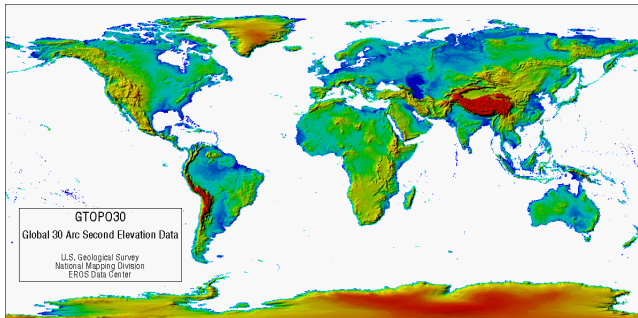 GTOPO30
Global 30 Arc Second Elevation Data
U.S. Geological Survey
National Mapping Division
EROS Data Center